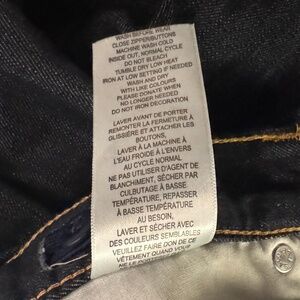 WASH BEFORE WEAR
CLOSE ZIPPER/BUTTONS
MACHINE WASH COLD
INSIDE OUT, NORMAL CYCLE
DO NOT BLEACH
TUMBLE DRY LOW HEAT
IRON AT LOW SETTING IF NEEDED
WASH AND DRY
WITH LIKE COLOURS
PLEASE DONATE WHEN
NO LONGER NEEDED
DO NOT IRON DECORATION
LAVER AVANT DE PORTER
REMONTER LA FERMETURE À
GLISSIÈRE ET ATTACHER LES
BOUTONS,
LAVER À LA MACHINE À
L'EAU FROIDE À L'ENVERS
AU CYCLE NORMAL
NE PAS UTILISER D'AGENT DE
BLANCHIMENT, SÉCHER PAR
CULBUTAGE À BASSE
TEMPÉRATURE, REPASSER
À BASSE TEMPÉRATURE
AU BESOIN,
LAVER ET SÉCHER AVEC
DES COULEURS SEMBLABLES
VEUILLEZ FAIRE DON DE CE
VÊTEMENT QUAND VOUS